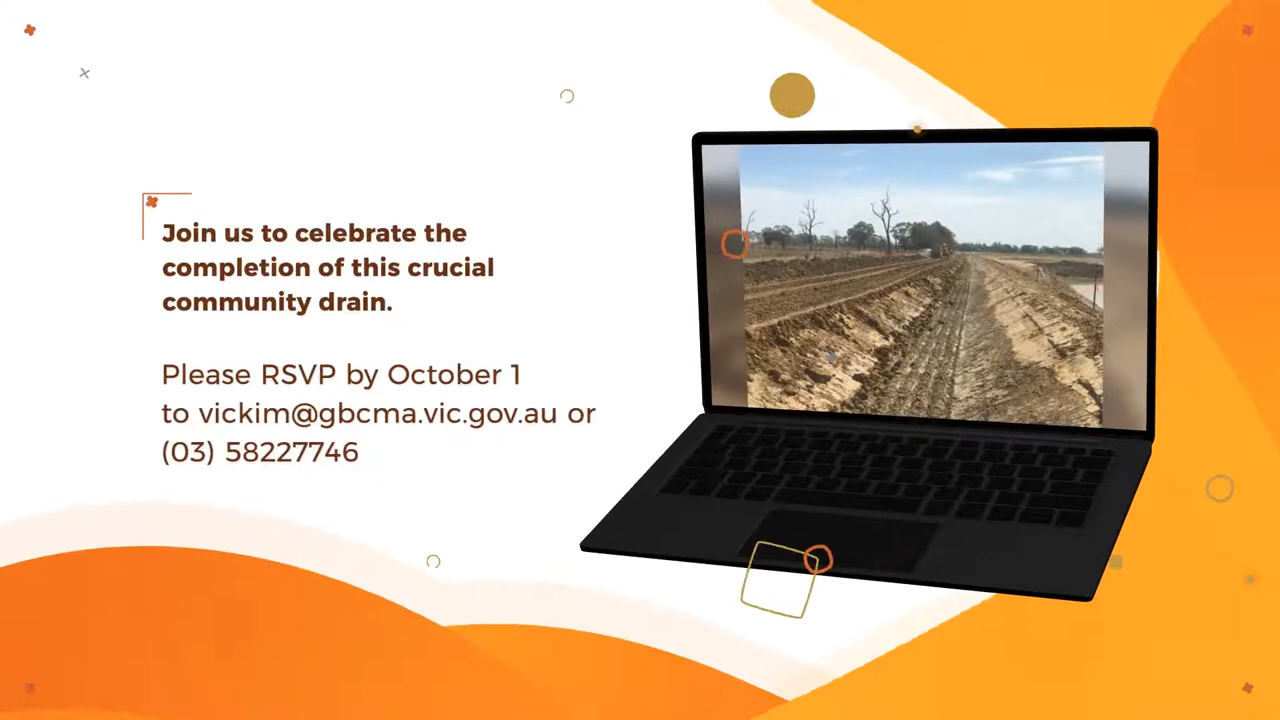 Join us to celebrate the
completion of this crucial
community drain.
Please RSVP by October 1
to vickim@gbcma.vic.gov.au or
(03) 58227746